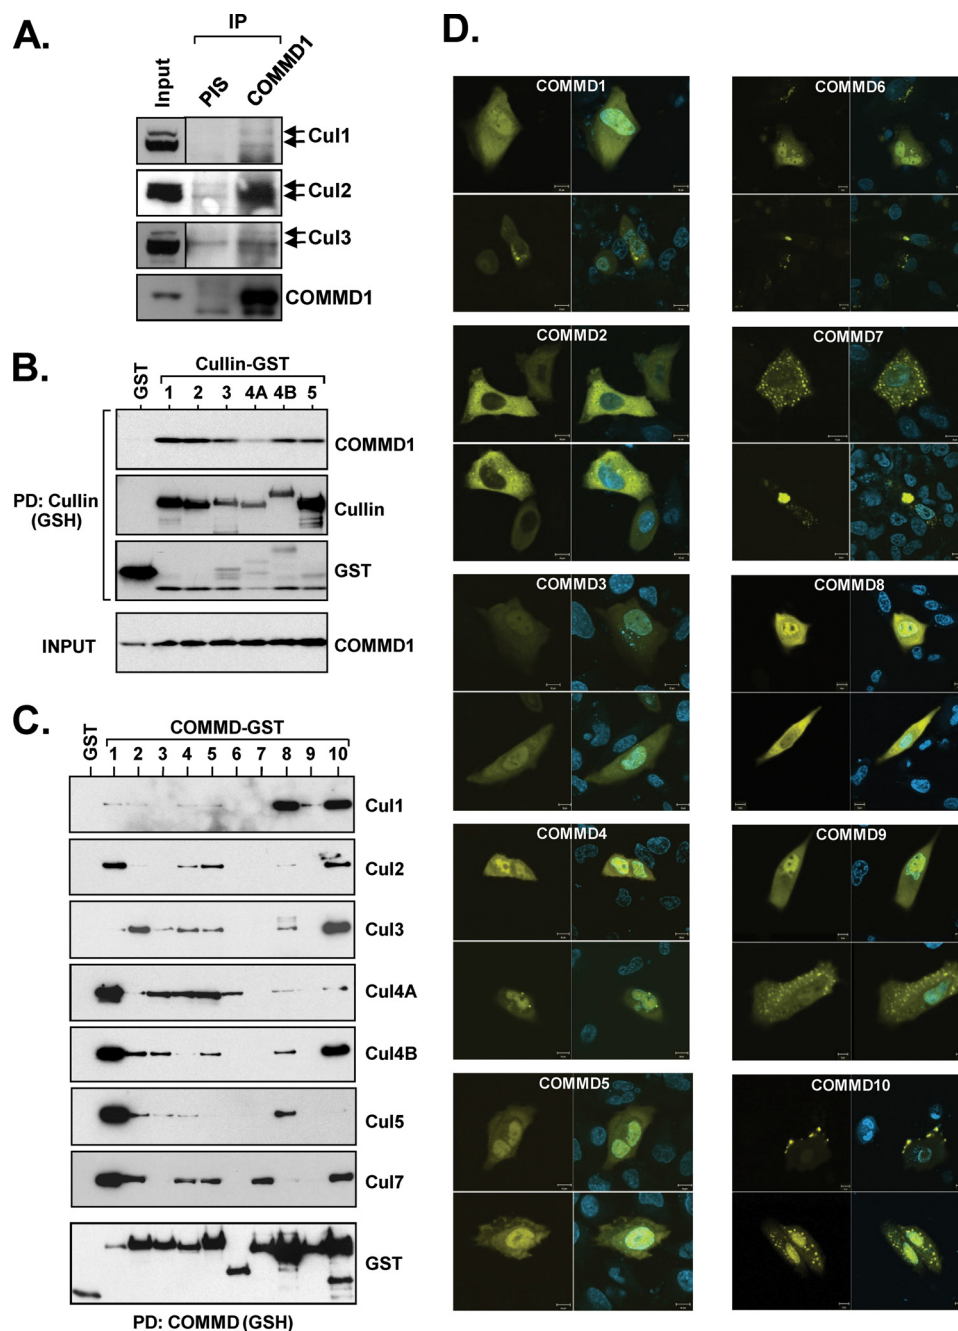 A.
IP
Input
PIS
COMMD1
Cul1
Cul2
Cul3
COMMD1
B.
Cullin-GST
GST
1 2 3 4A 4B 5
COMMD1
PD: Cullin
(GSH)
Cullin
GST
INPUT
COMMD1
C.
COMMD-GST
GST
1 2 3 4 5 6 7 8 9 10
Cul1
Cul2
Cul3
Cul4A
Cul4B
Cul5
Cul7
GST
PD: COMMD (GSH)
D.
COMMD1
COMMD6
COMMD2
COMMD7
COMMD3
COMMD8
COMMD4
COMMD9
COMMD5
COMMD10